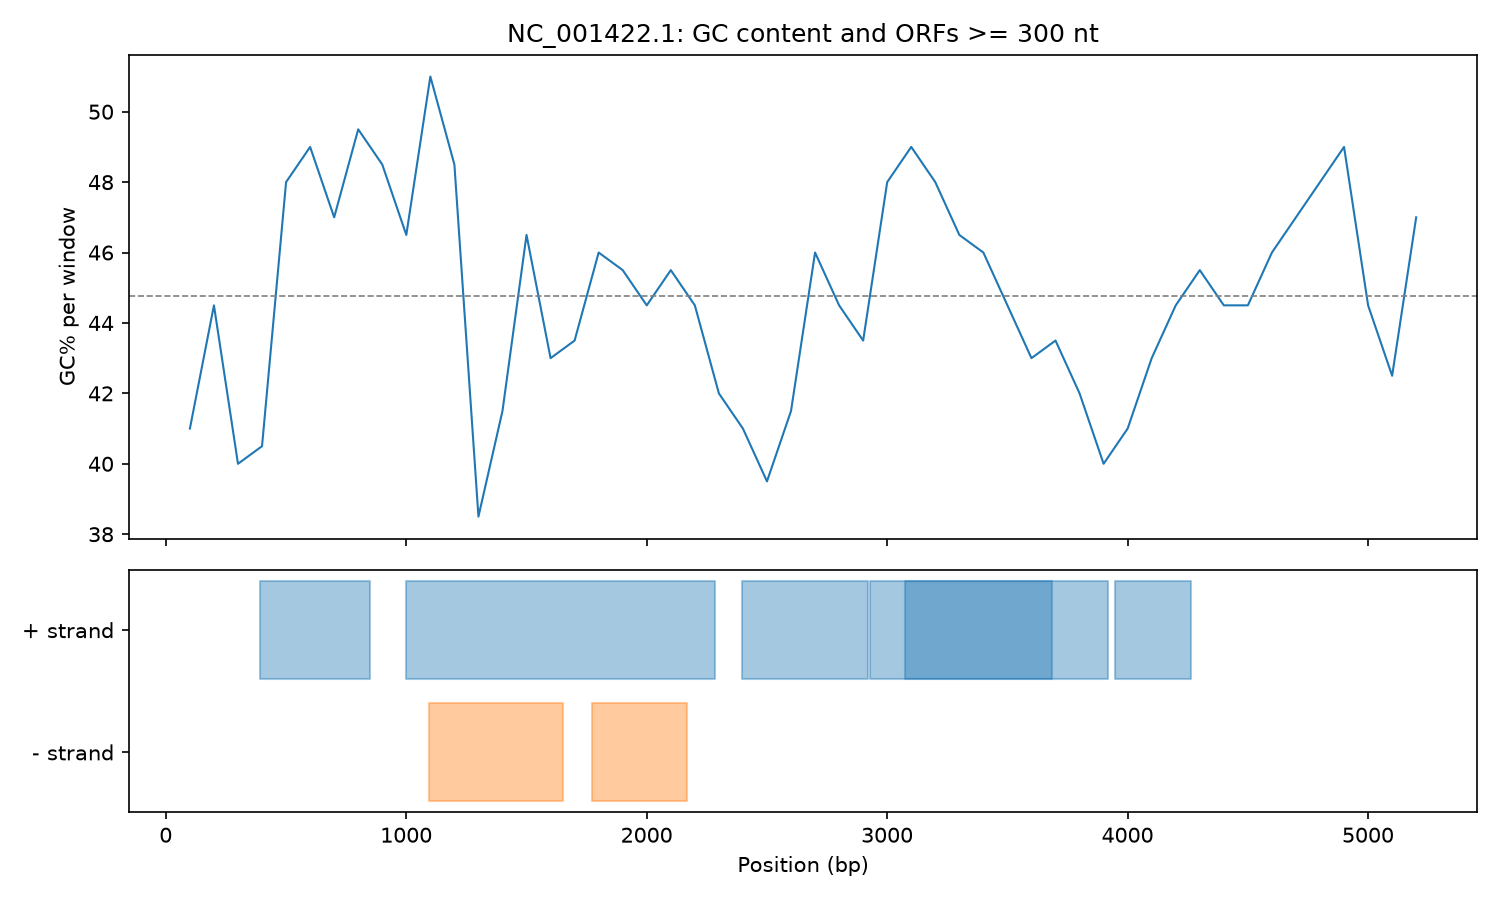 NC_001422.1: GC content and ORFs >= 300 nt
GC% per window
50
48
46
44
42
40
38
+ strand
- strand
0 1000 2000 3000 4000 5000
Position (bp)